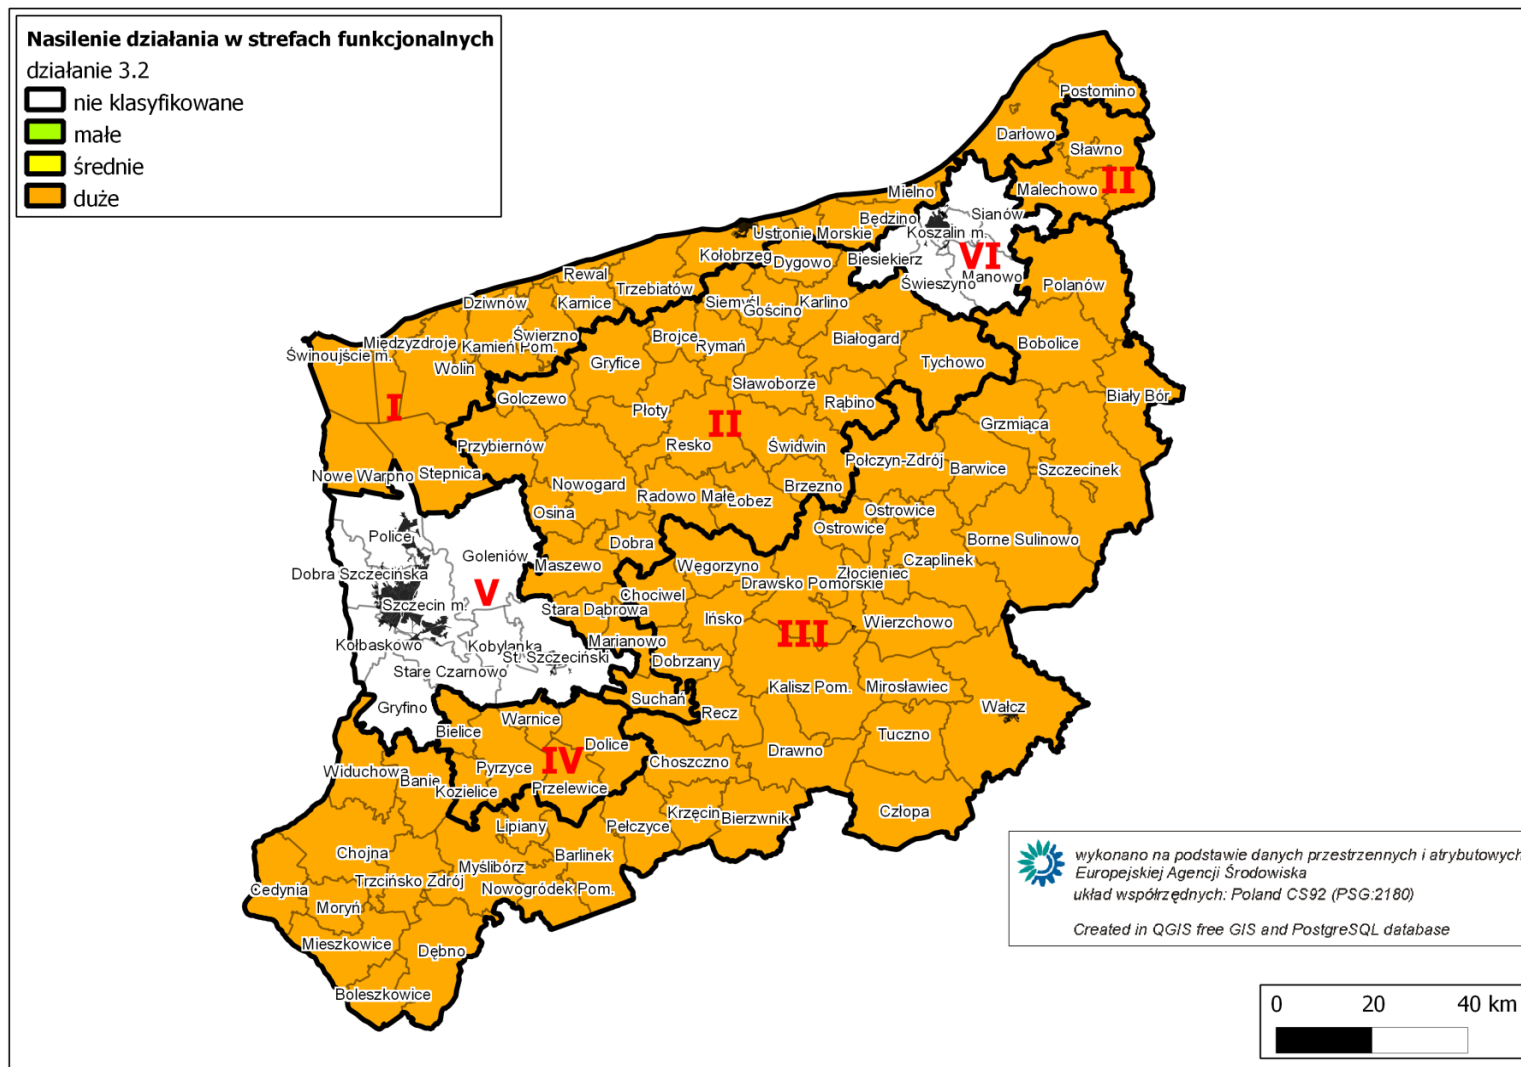 Nasilenie działania w strefach funkcjonalnych
działanie 3.2
nie klasyfikowane
małe
średnie
duże
Postomino
Darłowo
Sławno
II
Malechowo
Mielno
Sianów
Będzino
Ustronie Morskie
Koszalin m.
VI
Kołobrzeg
Dygowo
Biesiekierz
Manowo
Świeszyno
Rewal
Trzebiatów
Polanów
Dziwnów
Karnice
Siemyśl
Gościno
Karlino
Międzyzdroje
Świerzno
Kamień Pom.
Brojce
Rymań
Białogard
Bobolice
Świnoujście m.
Wolin
Gryfice
Tychowo
Sławoborze
Biały Bór
I
Golczewo
Płoty
II
Rąbino
Grzmiąca
Przybiernów
Resko
Świdwin
Połczyn-Zdrój
Barwice
Szczecinek
Nowe Warpno
Stepnica
Nowogard
Radowo Małe
Łobez
Brzezno
Osina
Ostrowice
Ostrowice
Police
Goleniów
Dobra
Borne Sulinowo
Czaplinek
Maszewo
Węgorzyno
Dobra Szczecińska
Złocieniec
Drawsko Pomorskie
V
Chociwel
Szczecin m.
Stara Dąbrowa
Ińsko
III
Wierzchowo
Kołbaskowo
Kobylanka
Marianowo
St. Szczeciński
Dobrzany
Stare Czarnowo
Kalisz Pom.
Mirosławiec
Suchań
Gryfino
Recz
Wałcz
Warnice
Bielice
Dolice
Tuczno
IV
Drawno
Choszczno
Widuchowa
Banie
Pyrzyce
Kozielice
Przelewice
Człopa
Krzęcin
Bierzwnik
Lipiany
Pełczyce
Chojna
Barlinek
Myślibórz
Trzcińsko Zdrój
Cedynia
Nowogródek Pom.
Moryń
Mieszkowice
Dębno
Boleszkowice
wykonano na podstawie danych przestrzennych i atrybutowych
Europejskiej Agencji Środowiska
układ współrzędnych: Poland CS92 (PSG:2180)
Created in QGIS free GIS and PostgreSQL database
0 20 40 km